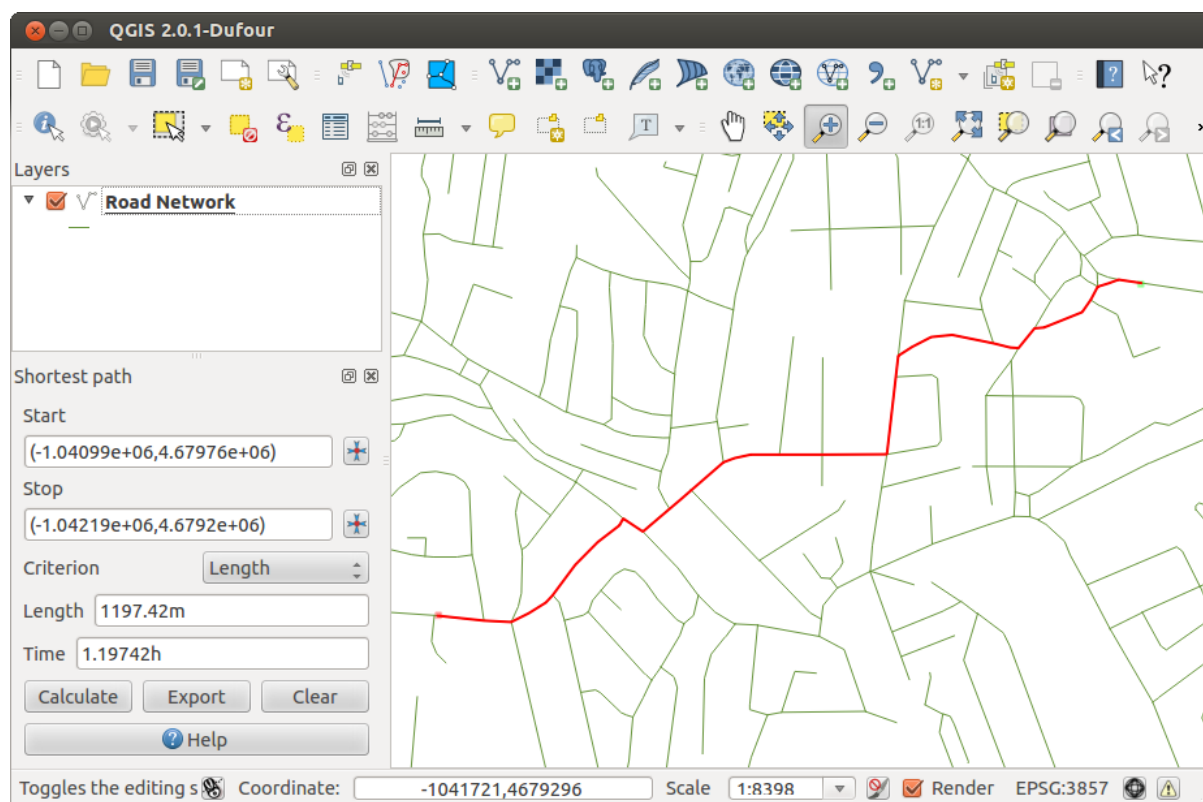 QGIS 2.0.1-Dufour
1:1
T
?
?
Layers
Road Network
Shortest path
Start
(-1.04099e+06,4.67976e+06)
Stop
(-1.04219e+06,4.6792e+06)
Criterion Length
Length 1197.42m
Time 1.19742h
Calculate Export Clear
? Help
Toggles the editing s Coordinate: -1041721,4679296 Scale 1:8398 Render EPSG:3857